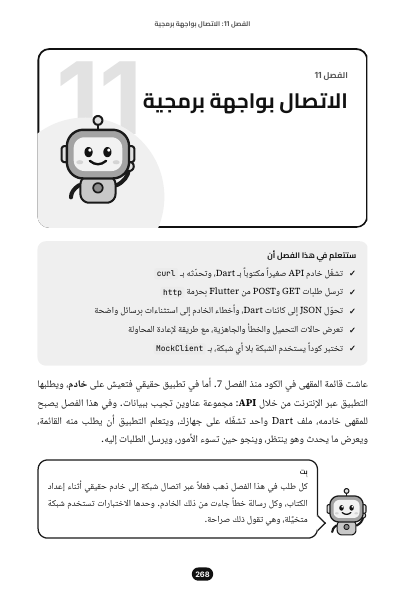 الفصل 11: الاتصال بواجهة برمجية
11
الفصل 11
الاتصال بواجهة برمجية
ستتعلم في هذا الفصل أن
✓ تشغّل خادم API صغيراً مكتوباً بـ Dart، وتحدّثه بـ curl
✓ ترسل طلبات GET وPOST من Flutter بحزمة http
✓ تحوّل JSON إلى كائنات Dart، وأخطاء الخادم إلى استثناءات برسائل واضحة
✓ تعرض حالات التحميل والخطأ والجاهزية، مع طريقة لإعادة المحاولة
✓ تختبر كوداً يستخدم الشبكة بلا أي شبكة، بـ MockClient
عاشت قائمة المقهى في الكود منذ الفصل 7. أما في تطبيق حقيقي فتعيش على خادم، ويطلبها
التطبيق عبر الإنترنت من خلال API: مجموعة عناوين تجيب ببيانات. وفي هذا الفصل يصبح
للمقهى خادمه، ملف Dart واحد تشغّله على جهازك، ويتعلم التطبيق أن يطلب منه القائمة،
ويعرض ما يحدث وهو ينتظر، وينجو حين تسوء الأمور، ويرسل الطلبات إليه.
بت
كل طلب في هذا الفصل ذهب فعلاً عبر اتصال شبكة إلى خادم حقيقي أثناء إعداد
الكتاب، وكل رسالة خطأ جاءت من ذلك الخادم. وحدها الاختبارات تستخدم شبكة
متخيَّلة، وهي تقول ذلك صراحة.
268